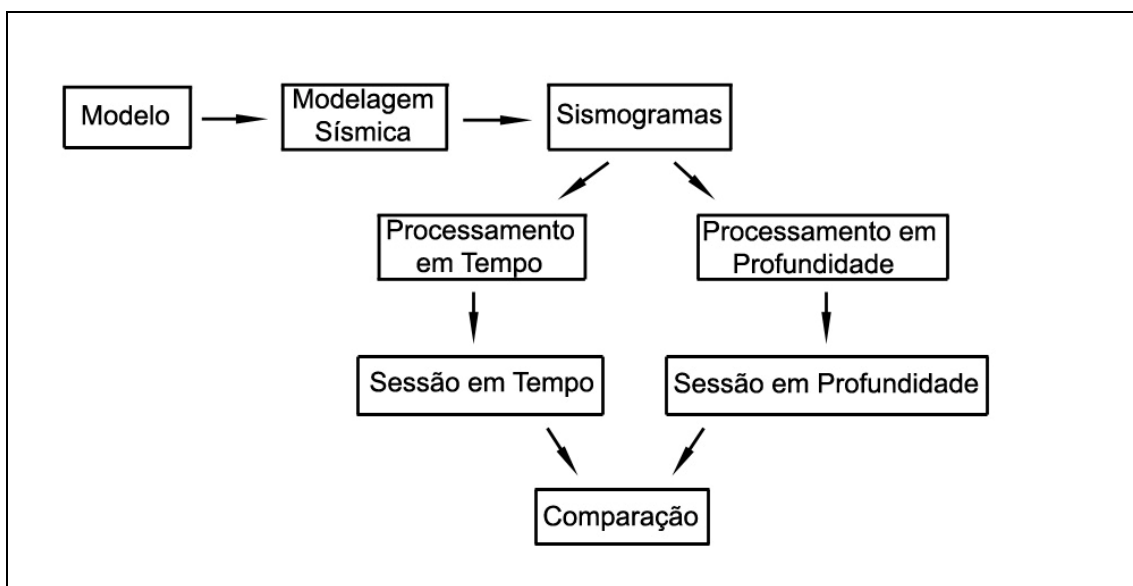 Modelo
Modelagem
Sísmica
Sismogramas
Processamento
em Tempo
Processamento em
Profundidade
Sessão em Tempo
Sessão em Profundidade
Comparação